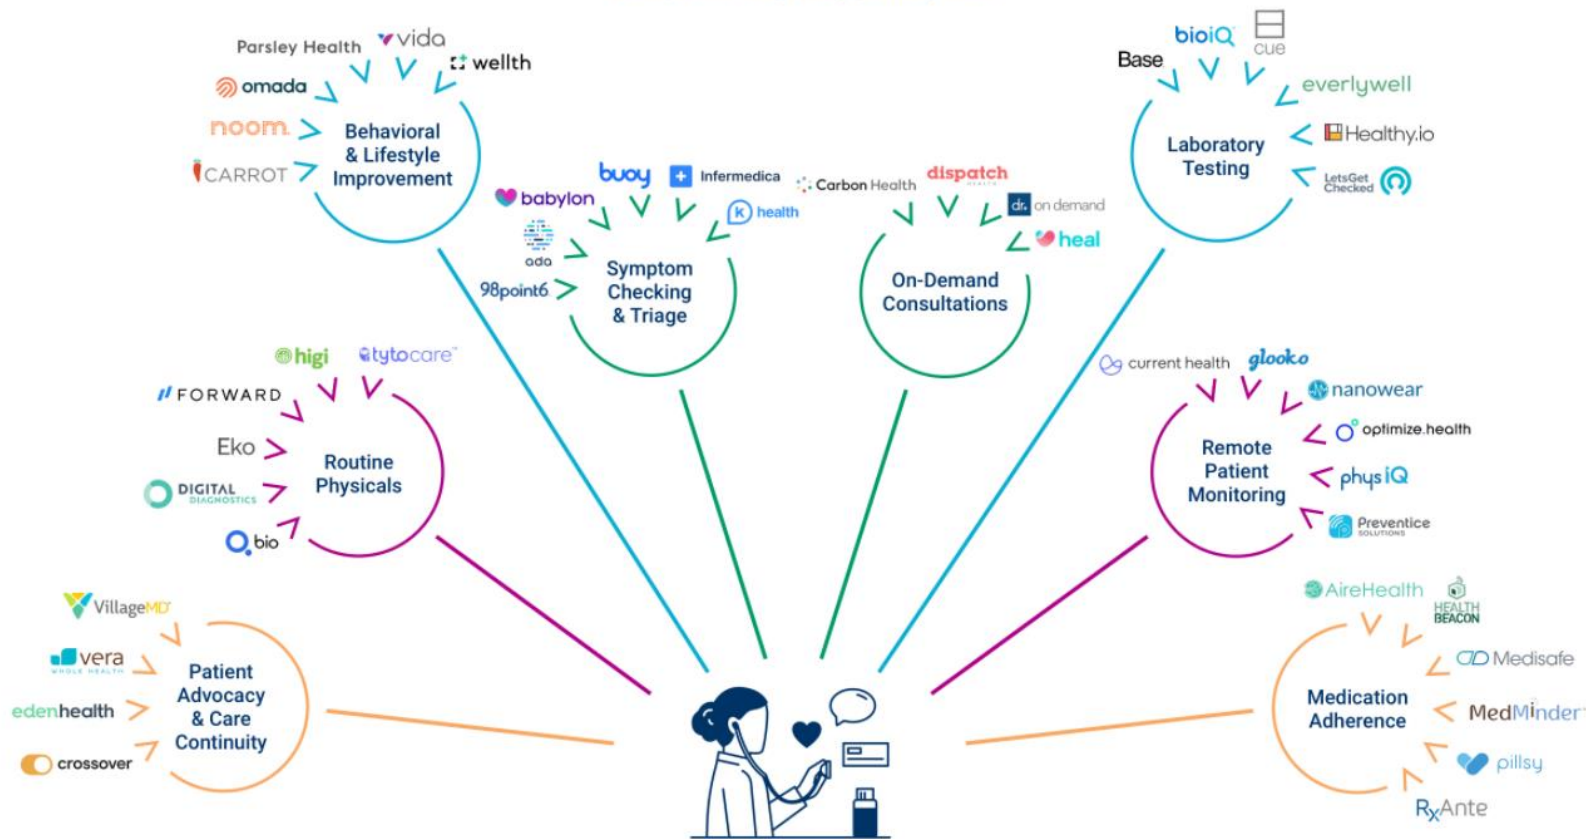 Parsley Health
vida
wellth
omada
noom
CARROT
Behavioral
& Lifestyle
Improvement
babylon
buoy
Infermedica
k health
ada
98point6
Symptom
Checking
& Triage
Carbon Health
dispatch
HEALTH
dr. on demand
heal
On-Demand
Consultations
Base
bioiQ
cue
everlywell
Healthy.io
LetsGet
Checked
Laboratory
Testing
higi
tytocare™
FORWARD
Eko
DIGITAL
DIAGNOSTICS
Q bio
Routine
Physicals
current health
glooko
nanowear
optimize.health
physIQ
Preventice
SOLUTIONS
Remote
Patient
Monitoring
VillageMD
vera
WHOLE HEALTH
edenhealth
crossover
Patient
Advocacy
& Care
Continuity
AireHealth
HEALTH
BEACON
Medisafe
MedMinder
pillsy
RxAnte
Medication
Adherence